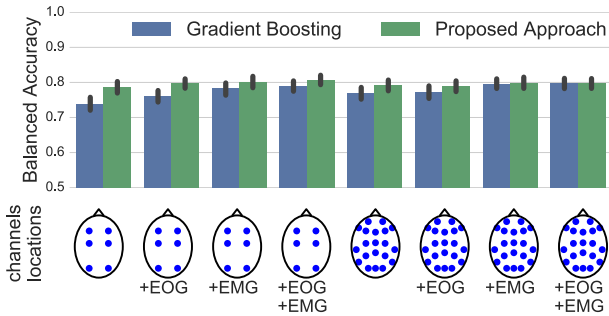 Gradient Boosting
Proposed Approach
Balanced Accuracy
1.0
0.9
0.8
0.7
0.6
0.5
channels
locations
+EOG
+EMG
+EOG
+EMG
+EOG
+EMG
+EOG
+EMG